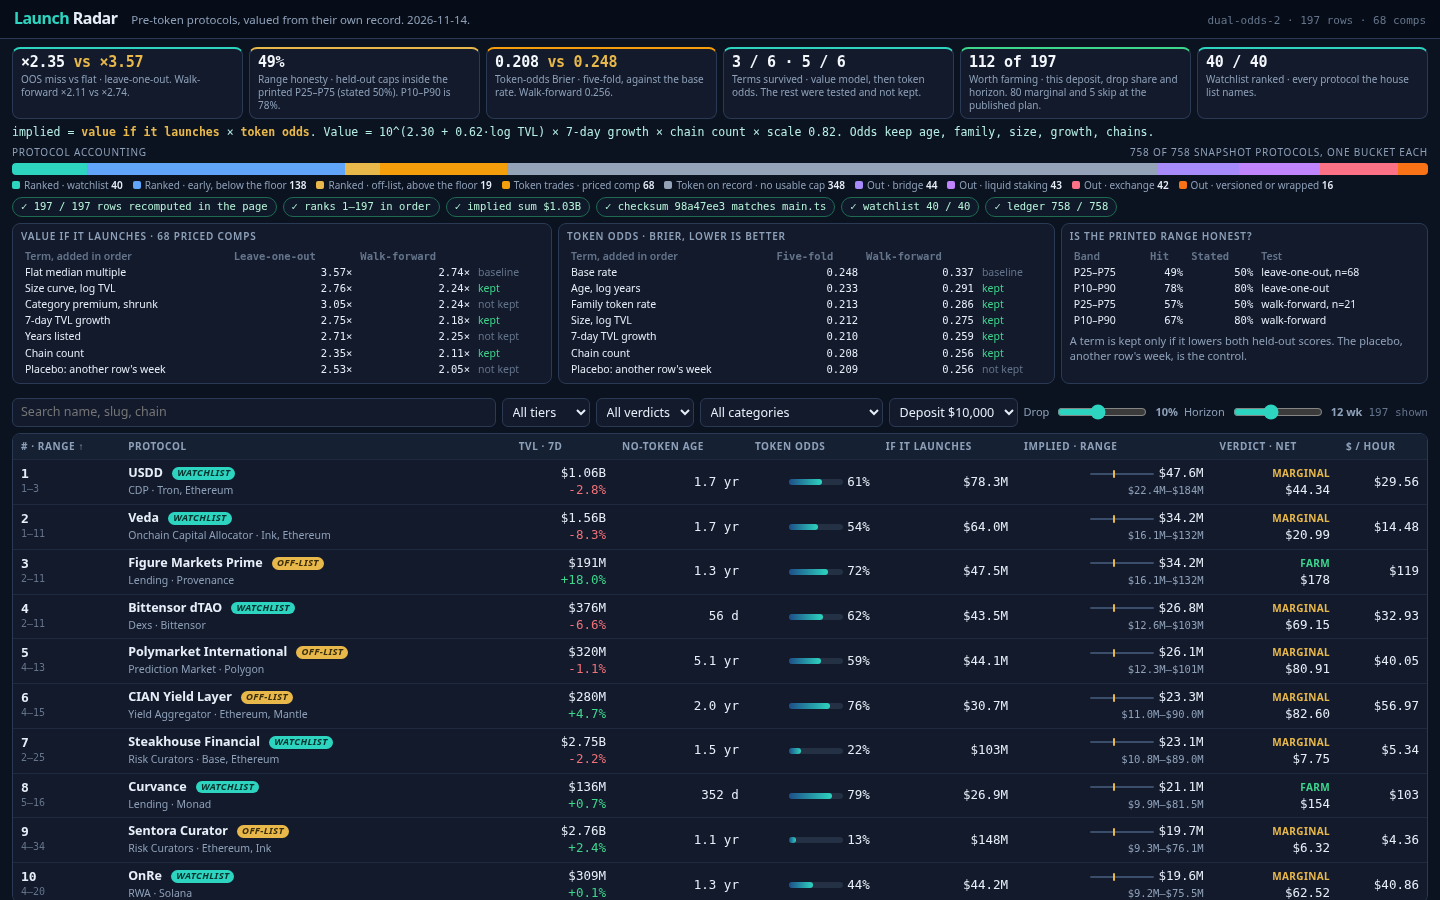 Launch Radar Pre-token protocols, valued from their own record. 2026-11-14. dual-odds-2 · 197 rows · 68 comps
×2.35 vs ×3.57
OOS miss vs flat · leave-one-out. Walk-
forward ×2.11 vs ×2.74.
49%
Range honesty · held-out caps inside the
printed P25–P75 (stated 50%). P10–P90 is
78%.
0.208 vs 0.248
Token-odds Brier · five-fold, against the base
rate. Walk-forward 0.256.
3 / 6 · 5 / 6
Terms survived · value model, then token
odds. The rest were tested and not kept.
112 of 197
Worth farming · this deposit, drop share and
horizon. 80 marginal and 5 skip at the
published plan.
40 / 40
Watchlist ranked · every protocol the house
list names.
implied = value if it launches × token odds. Value = 10^(2.30 + 0.62·log TVL) × 7-day growth × chain count × scale 0.82. Odds keep age, family, size, growth, chains.
PROTOCOL ACCOUNTING 758 OF 758 SNAPSHOT PROTOCOLS, ONE BUCKET EACH
Ranked · watchlist 40 Ranked · early, below the floor 138 Ranked · off-list, above the floor 19 Token trades · priced comp 68 Token on record · no usable cap 348 Out · bridge 44 Out · liquid staking 43 Out · exchange 42 Out · versioned or wrapped 16
✓ 197 / 197 rows recomputed in the page ✓ ranks 1–197 in order ✓ implied sum $1.03B ✓ checksum 98a47ee3 matches main.ts ✓ watchlist 40 / 40 ✓ ledger 758 / 758
VALUE IF IT LAUNCHES · 68 PRICED COMPS
Term, added in order Leave-one-out Walk-forward
Flat median multiple 3.57× 2.74× baseline
Size curve, log TVL 2.76× 2.24× kept
Category premium, shrunk 3.05× 2.24× not kept
7-day TVL growth 2.75× 2.18× kept
Years listed 2.71× 2.25× not kept
Chain count 2.35× 2.11× kept
Placebo: another row's week 2.53× 2.05× not kept
TOKEN ODDS · BRIER, LOWER IS BETTER
Term, added in order Five-fold Walk-forward
Base rate 0.248 0.337 baseline
Age, log years 0.233 0.291 kept
Family token rate 0.213 0.286 kept
Size, log TVL 0.212 0.275 kept
7-day TVL growth 0.210 0.259 kept
Chain count 0.208 0.256 kept
Placebo: another row's week 0.209 0.256 not kept
IS THE PRINTED RANGE HONEST?
Band Hit Stated Test
P25–P75 49% 50% leave-one-out, n=68
P10–P90 78% 80% leave-one-out
P25–P75 57% 50% walk-forward, n=21
P10–P90 67% 80% walk-forward
A term is kept only if it lowers both held-out scores. The placebo,
another row's week, is the control.
Search name, slug, chain All tiers All verdicts All categories Deposit $10,000 Drop 10% Horizon 12 wk 197 shown
# · RANGE ↑ PROTOCOL TVL · 7D NO-TOKEN AGE TOKEN ODDS IF IT LAUNCHES IMPLIED · RANGE VERDICT · NET $ / HOUR
1 USDD WATCHLIST $1.06B 1.7 yr 61% $78.3M $47.6M MARGINAL $29.56
1–3 CDP · Tron, Ethereum -2.8% $22.4M–$184M $44.34
2 Veda WATCHLIST $1.56B 1.7 yr 54% $64.0M $34.2M MARGINAL $14.48
1–11 Onchain Capital Allocator · Ink, Ethereum -8.3% $16.1M–$132M $20.99
3 Figure Markets Prime OFF-LIST $191M 1.3 yr 72% $47.5M $34.2M FARM $119
2–11 Lending · Provenance +18.0% $16.1M–$132M $178
4 Bittensor dTAO WATCHLIST $376M 56 d 62% $43.5M $26.8M MARGINAL $32.93
2–11 Dexs · Bittensor -6.6% $12.6M–$103M $69.15
5 Polymarket International OFF-LIST $320M 5.1 yr 59% $44.1M $26.1M MARGINAL $40.05
4–13 Prediction Market · Polygon -1.1% $12.3M–$101M $80.91
6 CIAN Yield Layer OFF-LIST $280M 2.0 yr 76% $30.7M $23.3M MARGINAL $56.97
4–15 Yield Aggregator · Ethereum, Mantle +4.7% $11.0M–$90.0M $82.60
7 Steakhouse Financial WATCHLIST $2.75B 1.5 yr 22% $103M $23.1M MARGINAL $5.34
2–25 Risk Curators · Base, Ethereum -2.2% $10.8M–$89.0M $7.75
8 Curvance WATCHLIST $136M 352 d 79% $26.9M $21.1M FARM $103
5–16 Lending · Monad +0.7% $9.9M–$81.5M $154
9 Sentora Curator OFF-LIST $2.76B 1.1 yr 13% $148M $19.7M MARGINAL $4.36
4–34 Risk Curators · Ethereum, Ink +2.4% $9.3M–$76.1M $6.32
10 OnRe WATCHLIST $309M 1.3 yr 44% $44.2M $19.6M MARGINAL $40.86
4–20 RWA · Solana +0.1% $9.2M–$75.5M $62.52